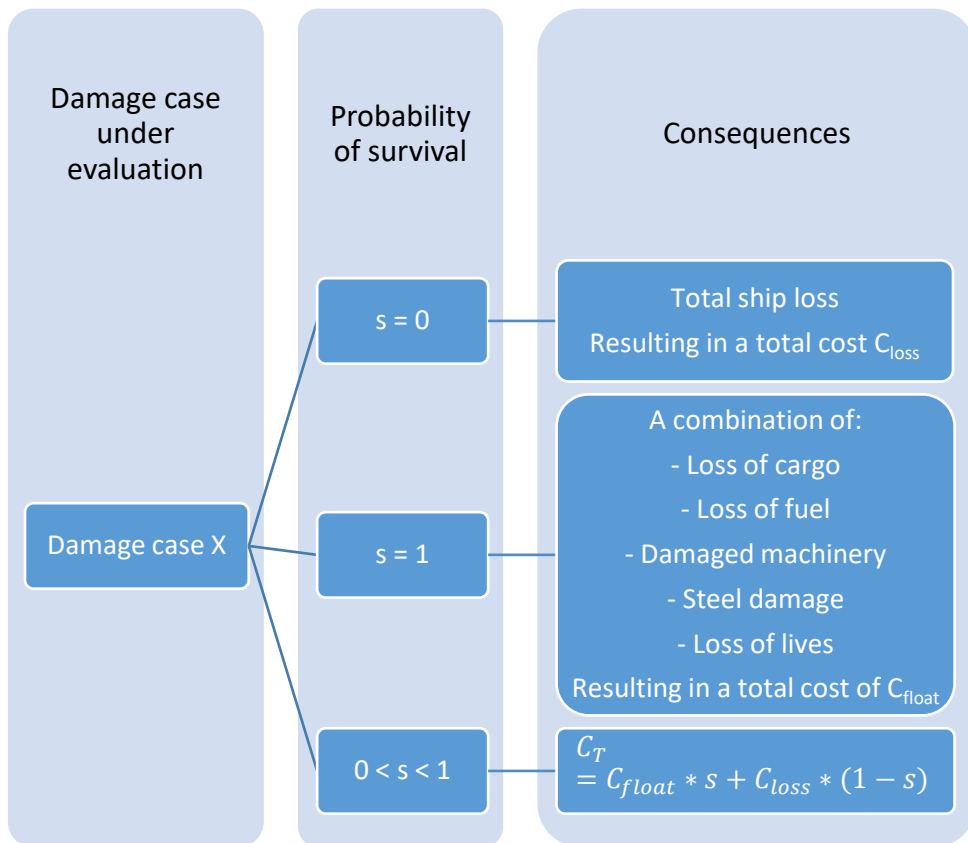 Damage case
under
evaluation
Probability
of survival
Consequences
Damage case X
s = 0
Total ship loss
Resulting in a total cost C_loss
s = 1
A combination of:
- Loss of cargo
- Loss of fuel
- Damaged machinery
- Steel damage
- Loss of lives
Resulting in a total cost of C_float
0 < s < 1
C_T
= C_float * s + C_loss * (1 − s)